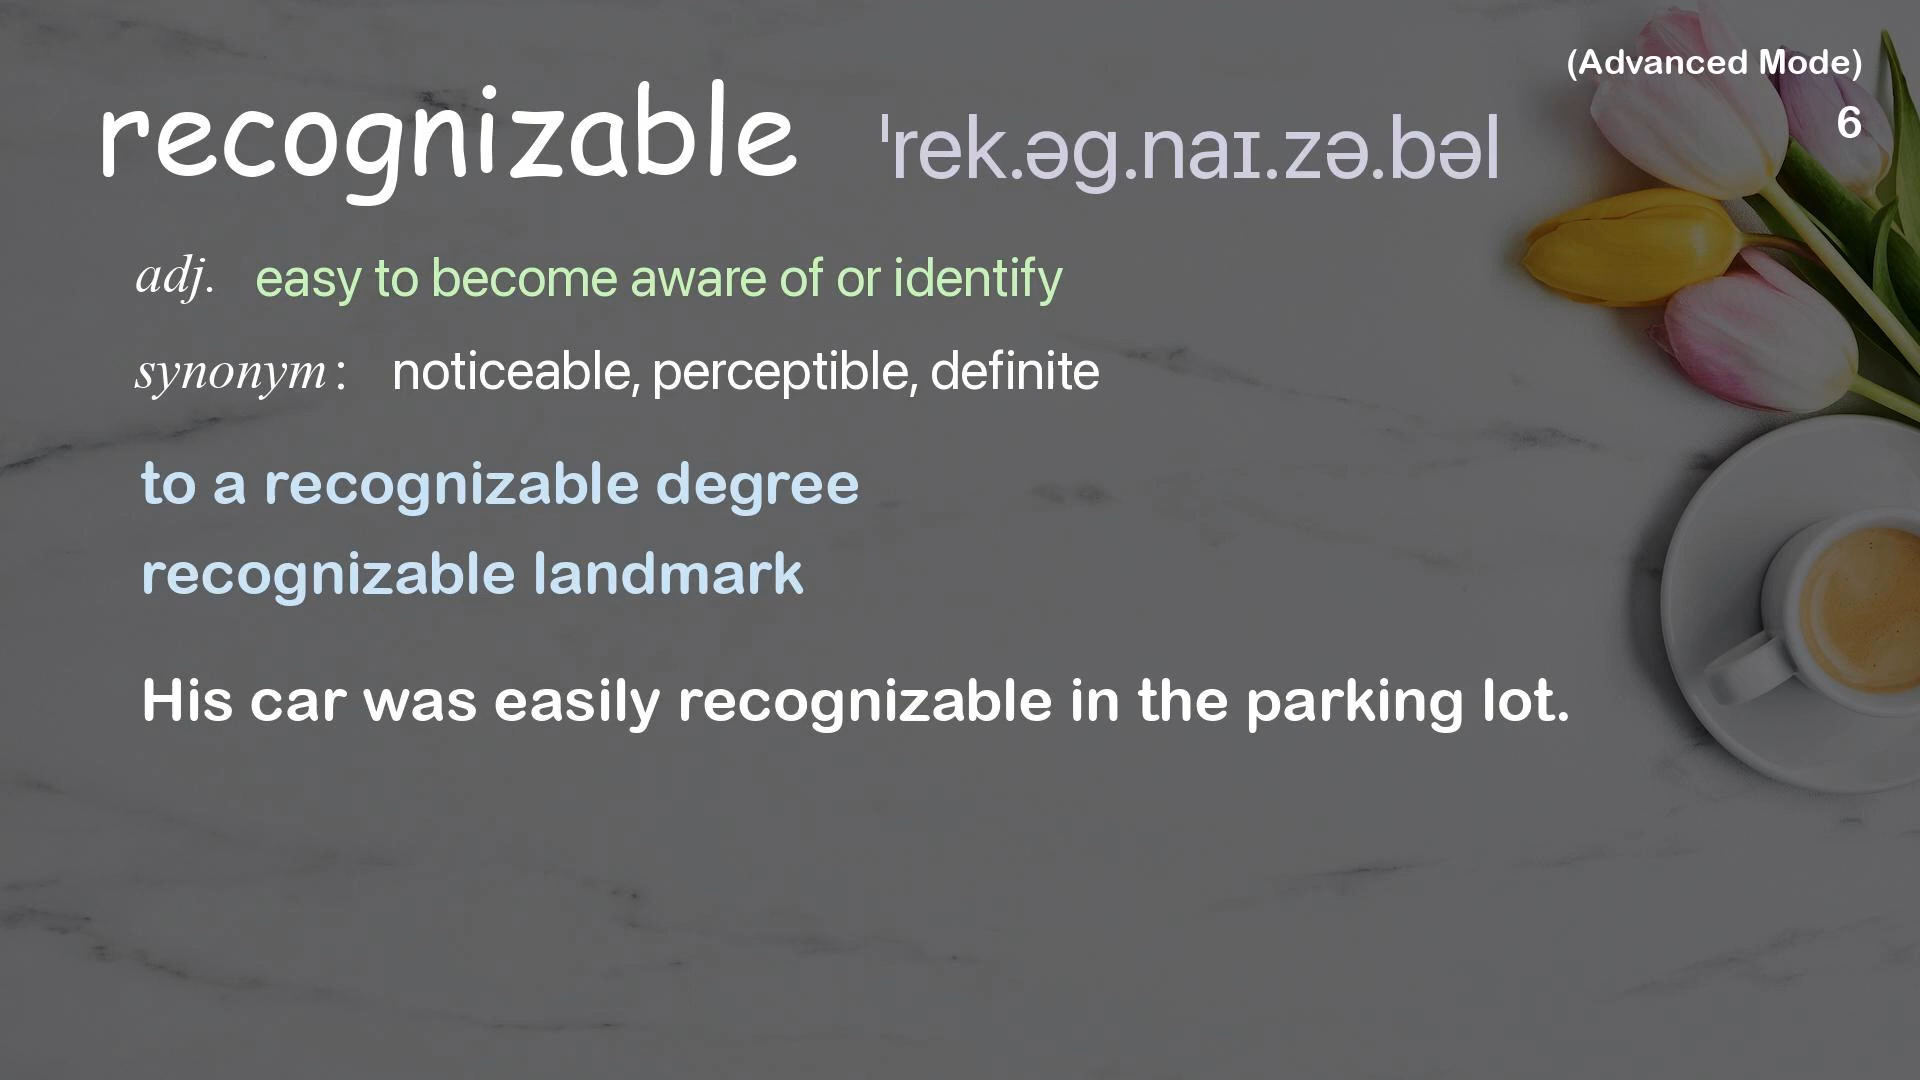 (Advanced Mode)
6
recognizable ˈrek.əg.naɪ.zə.bəl
adj. easy to become aware of or identify
synonym : noticeable, perceptible, definite
to a recognizable degree
recognizable landmark
His car was easily recognizable in the parking lot.